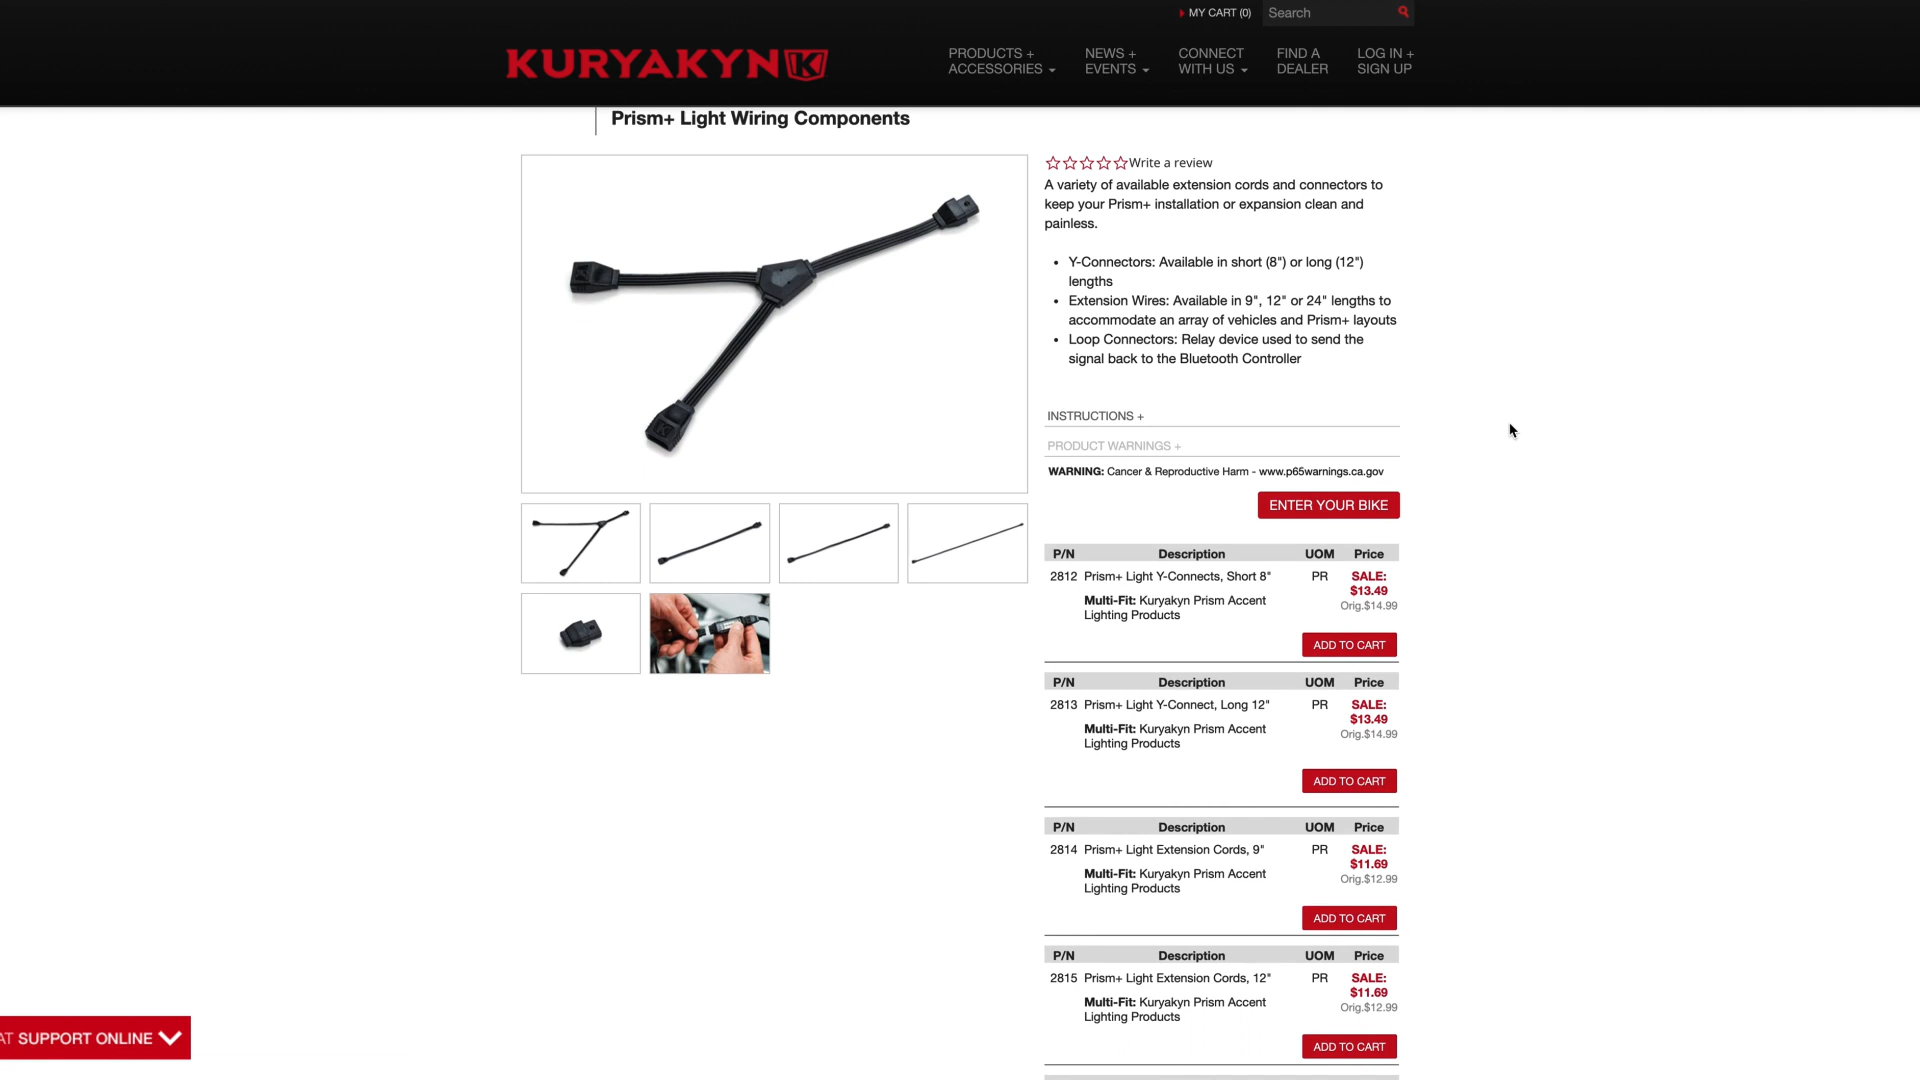 MY CART (0)
Search
KURYAKYN
PRODUCTS +
ACCESSORIES
NEWS +
EVENTS
CONNECT
WITH US
FIND A
DEALER
LOG IN +
SIGN UP
Prism+ Light Wiring Components
Write a review
A variety of available extension cords and connectors to
keep your Prism+ installation or expansion clean and
painless.
• Y-Connectors: Available in short (8") or long (12")
lengths
• Extension Wires: Available in 9", 12" or 24" lengths to
accommodate an array of vehicles and Prism+ layouts
• Loop Connectors: Relay device used to send the
signal back to the Bluetooth Controller
INSTRUCTIONS +
PRODUCT WARNINGS +
WARNING: Cancer & Reproductive Harm - www.p65warnings.ca.gov
ENTER YOUR BIKE
P/N Description UOM Price
2812 Prism+ Light Y-Connects, Short 8" PR SALE:
$13.49
Orig.$14.99
Multi-Fit: Kuryakyn Prism Accent
Lighting Products
ADD TO CART
P/N Description UOM Price
2813 Prism+ Light Y-Connect, Long 12" PR SALE:
$13.49
Orig.$14.99
Multi-Fit: Kuryakyn Prism Accent
Lighting Products
ADD TO CART
P/N Description UOM Price
2814 Prism+ Light Extension Cords, 9" PR SALE:
$11.69
Orig.$12.99
Multi-Fit: Kuryakyn Prism Accent
Lighting Products
ADD TO CART
P/N Description UOM Price
2815 Prism+ Light Extension Cords, 12" PR SALE:
$11.69
Orig.$12.99
Multi-Fit: Kuryakyn Prism Accent
Lighting Products
ADD TO CART
AT SUPPORT ONLINE